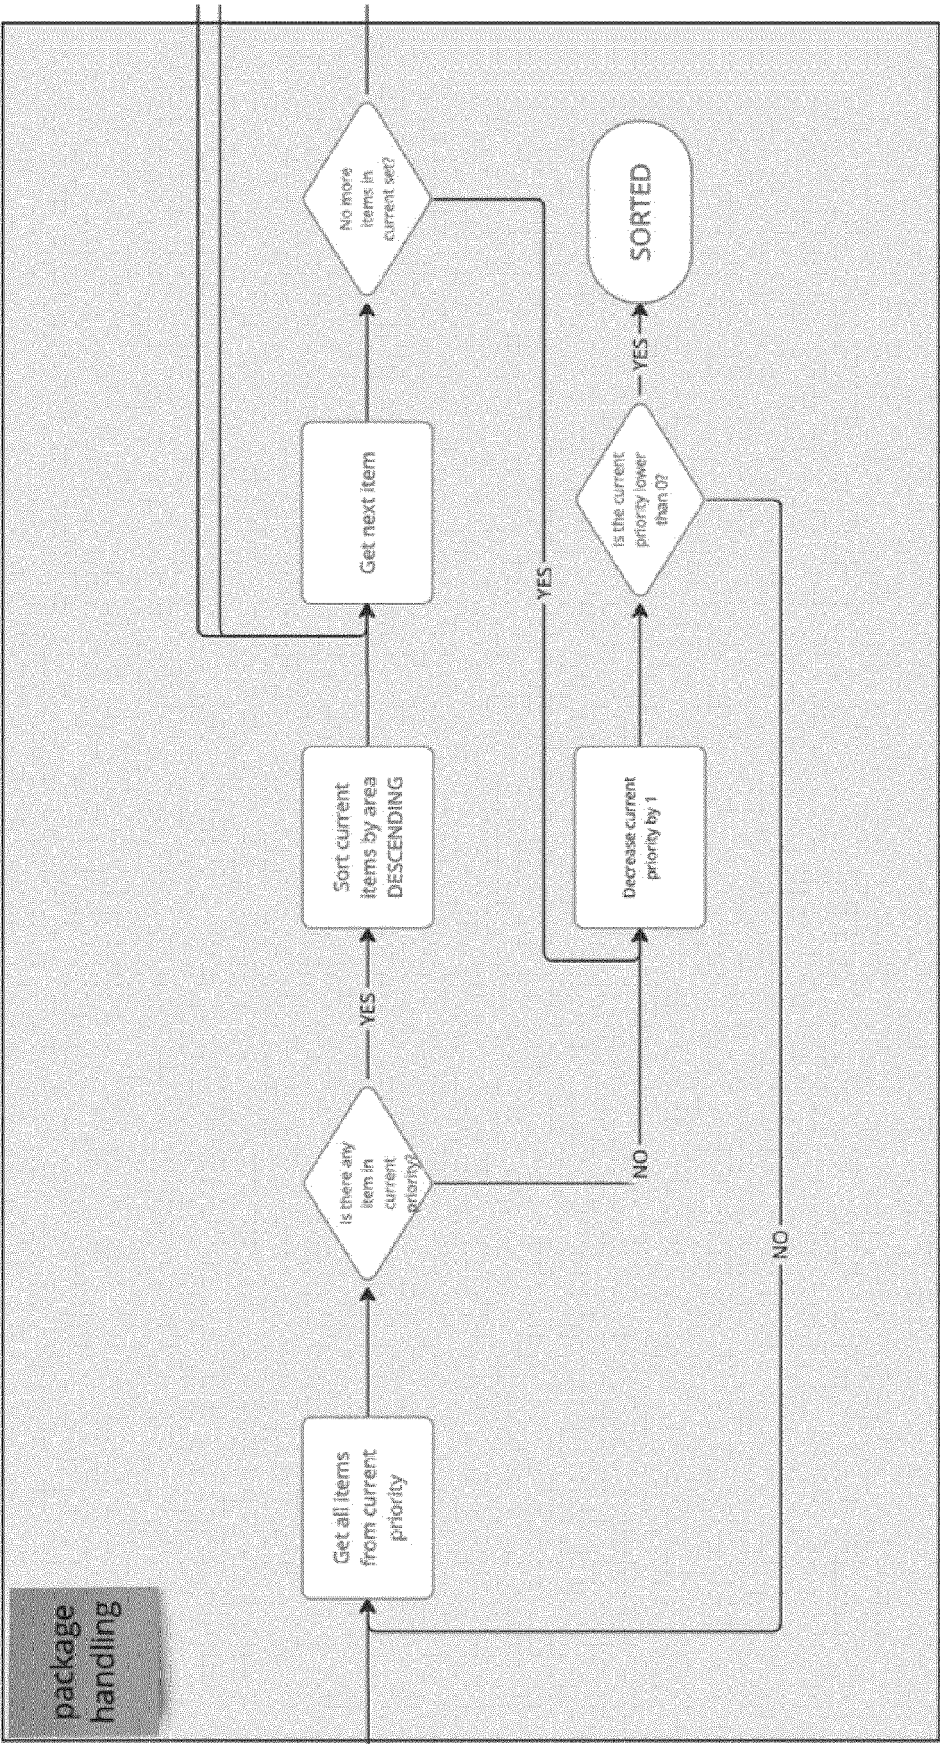 package
handling
Get all items
from current
priority
Is there any
item in
current
priority?
YES
Sort current
items by area
DESCENDING
Get next item
No more
items in
current set?
NO
YES
Decrease current
priority by 1
Is the current
priority lower
than 0?
YES
SORTED
NO